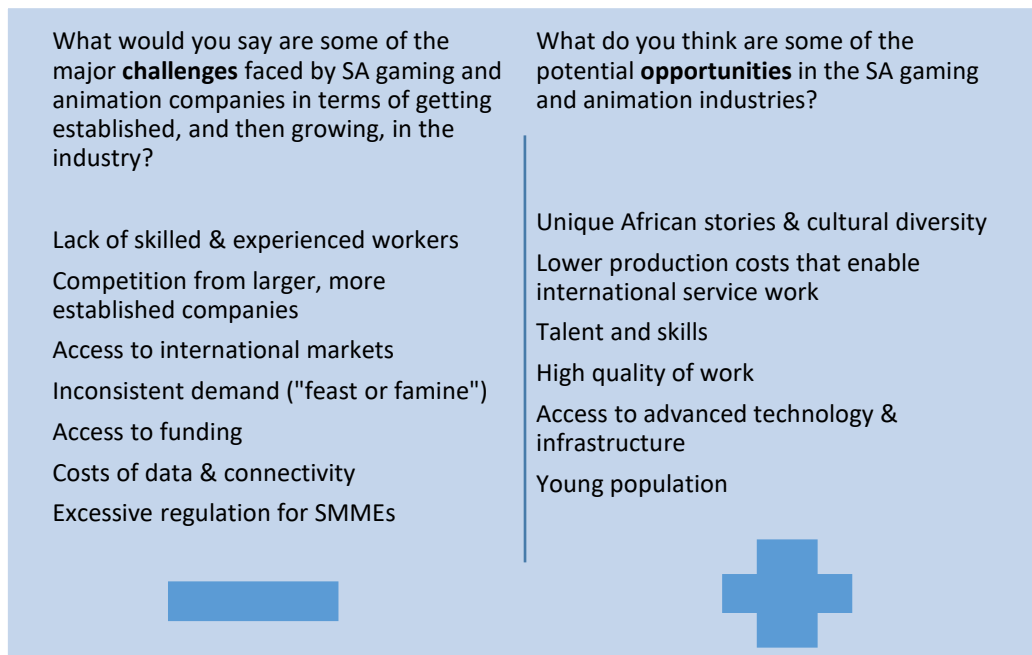 What would you say are some of the
major challenges faced by SA gaming and
animation companies in terms of getting
established, and then growing, in the
industry?
Lack of skilled & experienced workers
Competition from larger, more
established companies
Access to international markets
Inconsistent demand ("feast or famine")
Access to funding
Costs of data & connectivity
Excessive regulation for SMMEs
What do you think are some of the
potential opportunities in the SA gaming
and animation industries?
Unique African stories & cultural diversity
Lower production costs that enable
international service work
Talent and skills
High quality of work
Access to advanced technology &
infrastructure
Young population